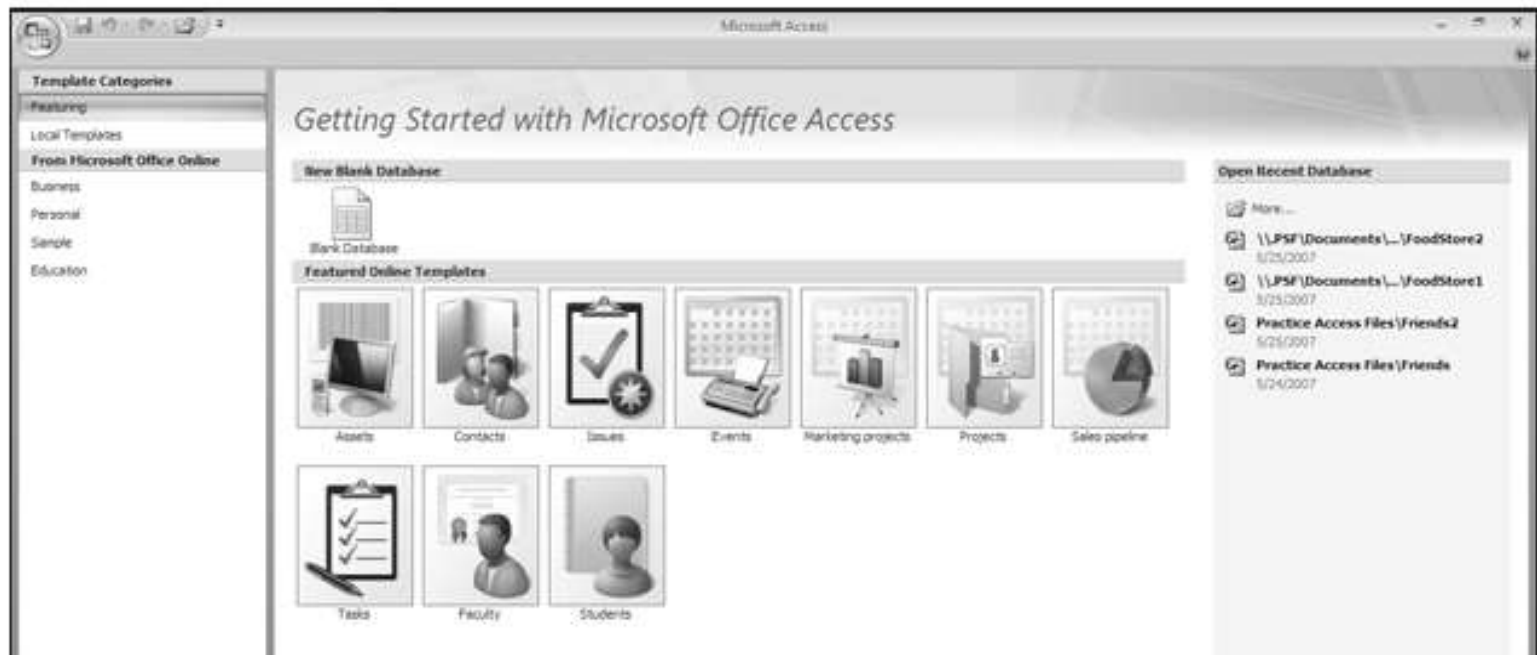 Microsoft Access
Template Categories
Featuring
Local Templates
From Microsoft Office Online
Business
Personal
Sample
Education
Getting Started with Microsoft Office Access
New Blank Database
Blank Database
Featured Online Templates
Assets
Contacts
Issues
Events
Marketing projects
Projects
Sales pipeline
Tasks
Faculty
Students
Open Recent Database
More...
\\.PSF\Documents\...\FoodStore2
5/25/2007
\\.PSF\Documents\...\FoodStore1
5/25/2007
Practice Access Files\Friends2
5/25/2007
Practice Access Files\Friends
5/24/2007